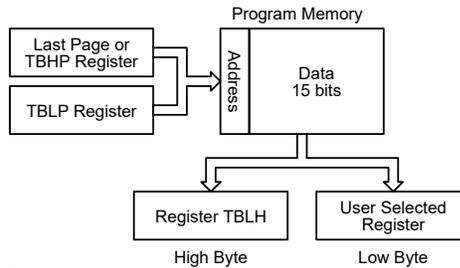 Program Memory
Last Page or
TBHP Register
TBLP Register
Address
Data
15 bits
Register TBLH
User Selected
Register
High Byte
Low Byte